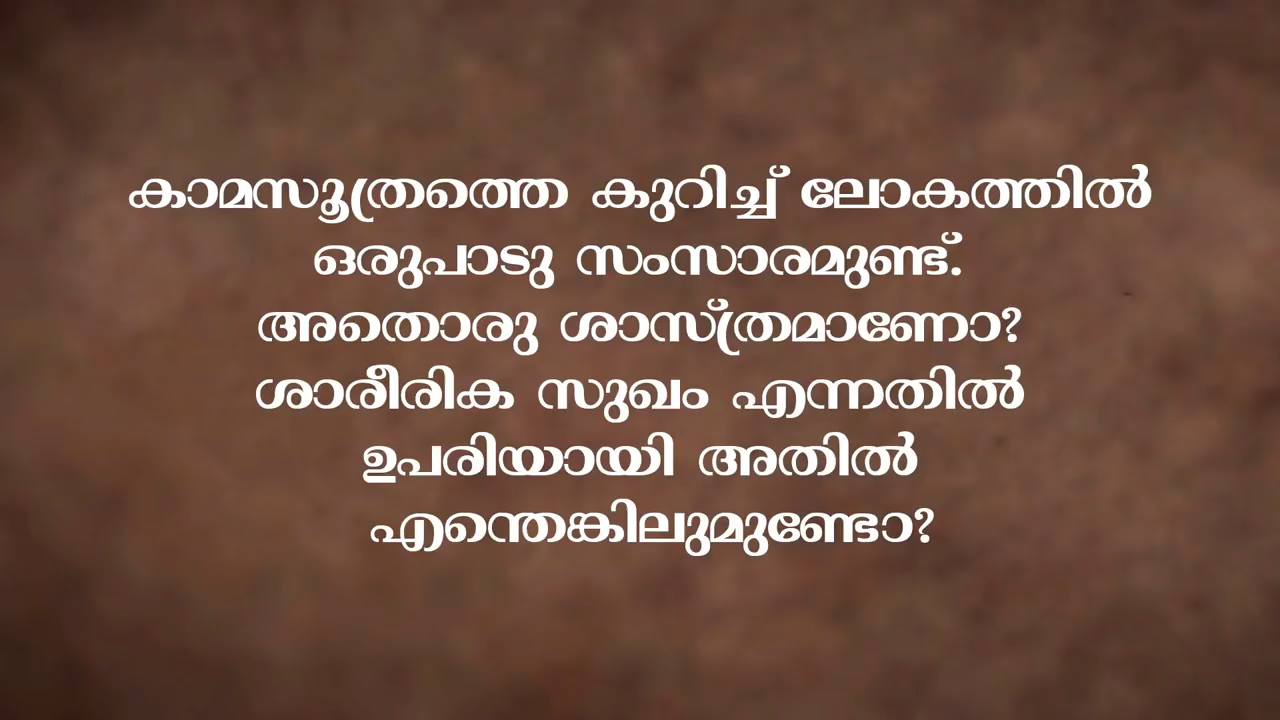 കാമസൂത്രത്തെ കുറിച്ച് ലോകത്തിൽ
ഒരുപാടു സംസാരമുണ്ട്.
അതൊരു ശാസ്ത്രമാണോ?
ശാരീരിക സുഖം എന്നതിൽ
ഉപരിയായി അതിൽ
എന്തെങ്കിലുമുണ്ടോ?